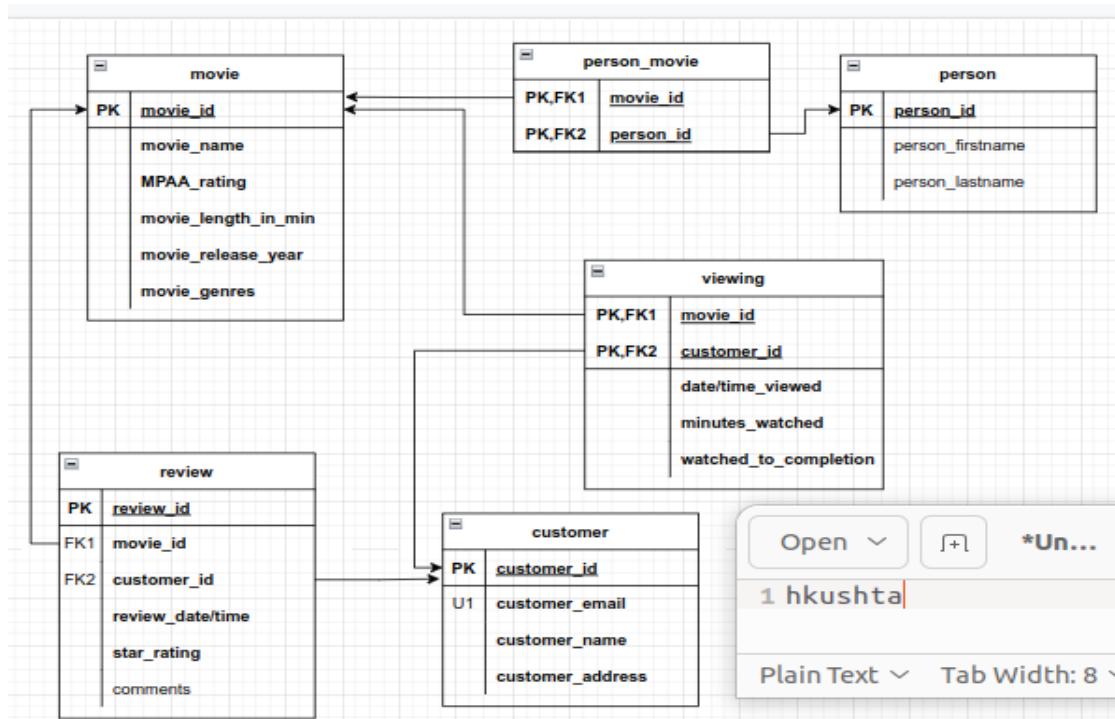 movie
PK movie_id
movie_name
MPAA_rating
movie_length_in_min
movie_release_year
movie_genres
person_movie
PK,FK1 movie_id
PK,FK2 person_id
person
PK person_id
person_firstname
person_lastname
viewing
PK,FK1 movie_id
PK,FK2 customer_id
date/time_viewed
minutes_watched
watched_to_completion
review
PK review_id
FK1 movie_id
FK2 customer_id
review_date/time
star_rating
comments
customer
PK customer_id
U1 customer_email
customer_name
customer_address
Open *Un...
1 hkushta
Plain Text Tab Width: 8